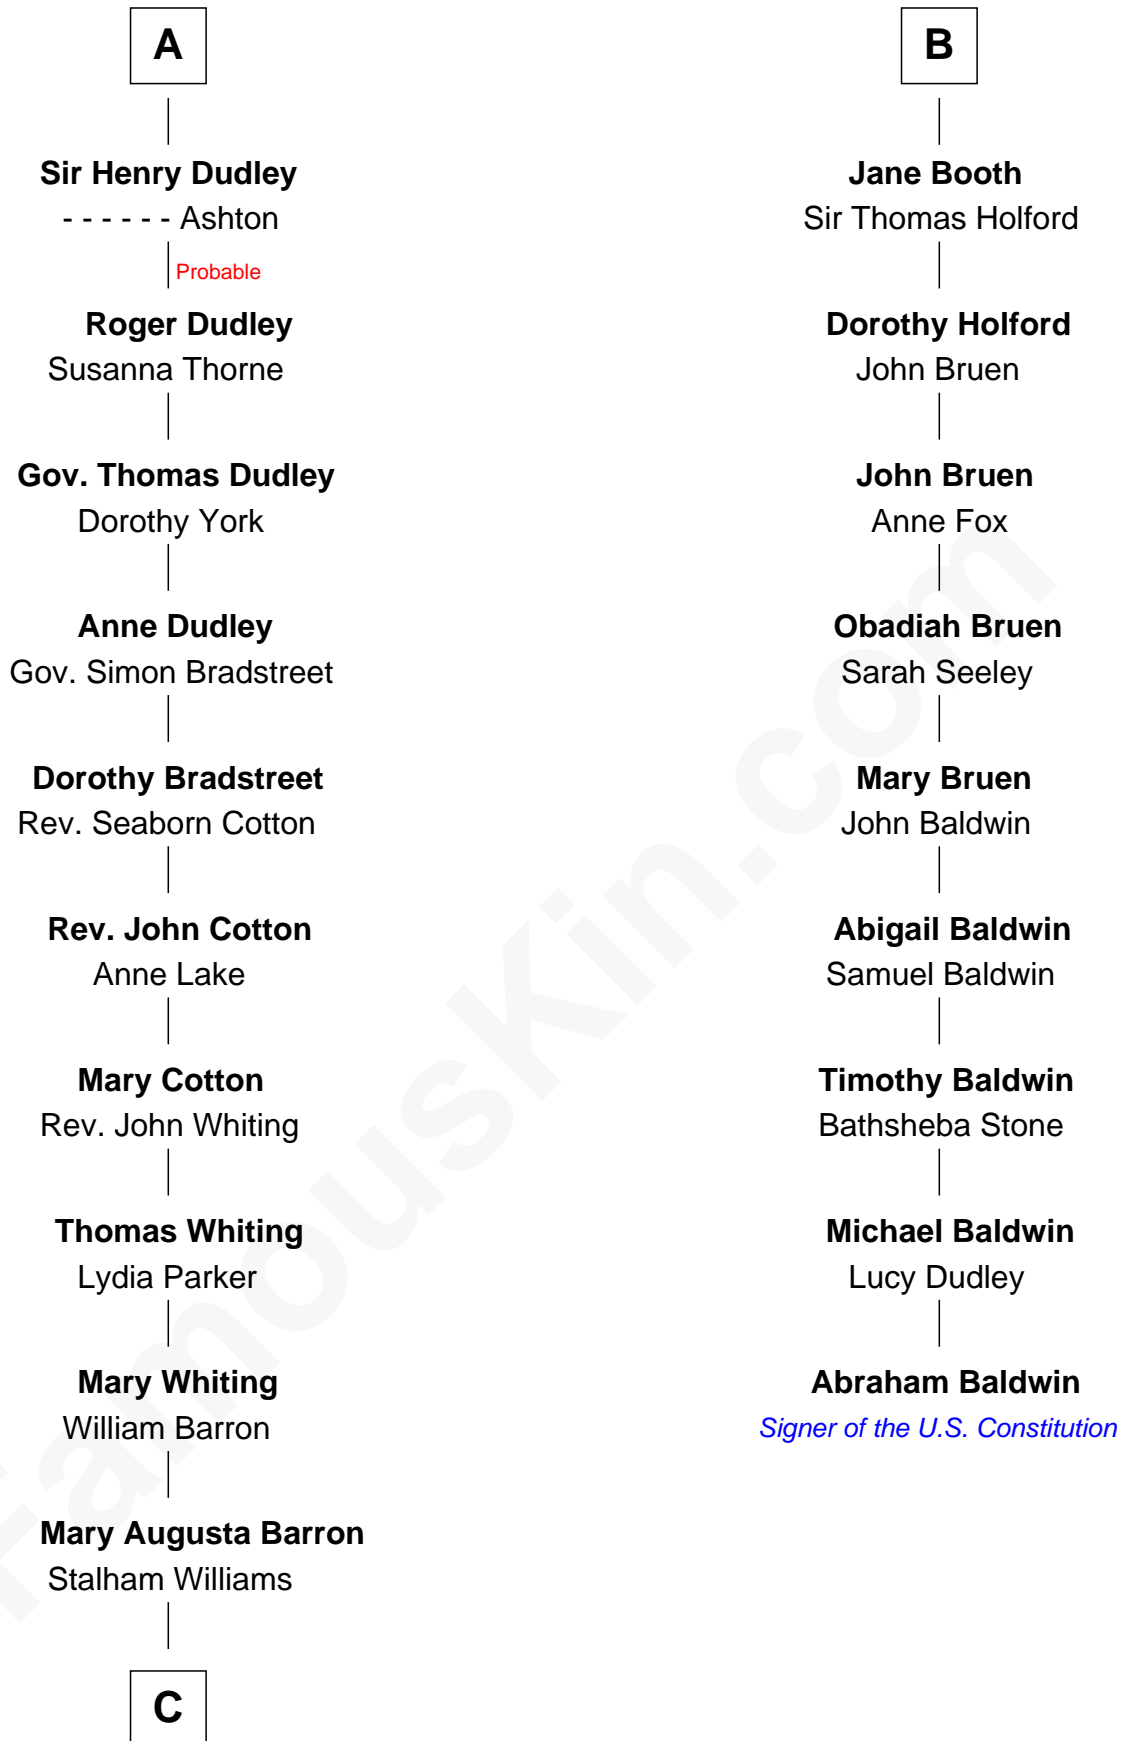 A
Sir Henry Dudley
- - - - - - Ashton
Probable
Roger Dudley
Susanna Thorne
Gov. Thomas Dudley
Dorothy York
Anne Dudley
Gov. Simon Bradstreet
Dorothy Bradstreet
Rev. Seaborn Cotton
Rev. John Cotton
Anne Lake
Mary Cotton
Rev. John Whiting
Thomas Whiting
Lydia Parker
Mary Whiting
William Barron
Mary Augusta Barron
Stalham Williams
C
B
Jane Booth
Sir Thomas Holford
Dorothy Holford
John Bruen
John Bruen
Anne Fox
Obadiah Bruen
Sarah Seeley
Mary Bruen
John Baldwin
Abigail Baldwin
Samuel Baldwin
Timothy Baldwin
Bathsheba Stone
Michael Baldwin
Lucy Dudley
Abraham Baldwin
Signer of the U.S. Constitution
FamousKin.com